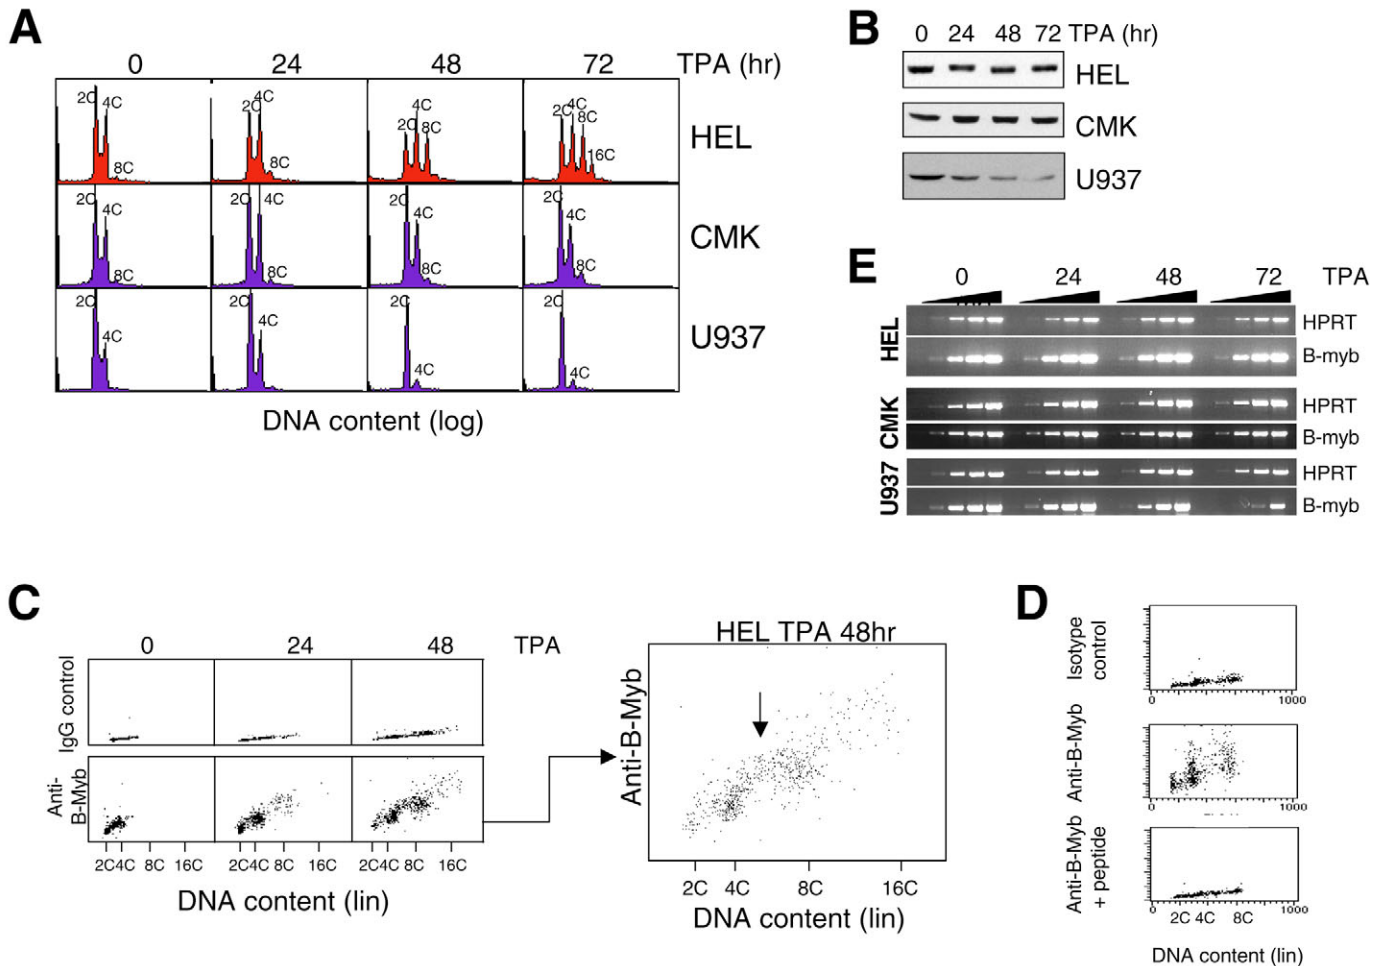 A
0 24 48 72 TPA (hr)
2C 4C 8C
2C 4C 8C
2C 4C 8C
2C 4C 8C 16C
HEL
2C 4C 8C
2C 4C 8C
2C 4C 8C
2C 4C 8C
CMK
2C 4C
2C 4C
2C 4C
2C 4C
U937
DNA content (log)
B
0 24 48 72 TPA (hr)
HEL
CMK
U937
E
0 24 48 72 TPA
HEL
HPRT
B-myb
CMK
HPRT
B-myb
U937
HPRT
B-myb
C
0 24 48 TPA
IgG control
Anti-
B-Myb
2C 4C 8C 16C
2C 4C 8C 16C
2C 4C 8C 16C
DNA content (lin)
HEL TPA 48hr
Anti-B-Myb
2C 4C 8C 16C
DNA content (lin)
D
Isotype
control
0 1000
Anti-B-Myb
0 1000
Anti-B-Myb
+ peptide
0 1000
2C 4C 8C
DNA content (lin)